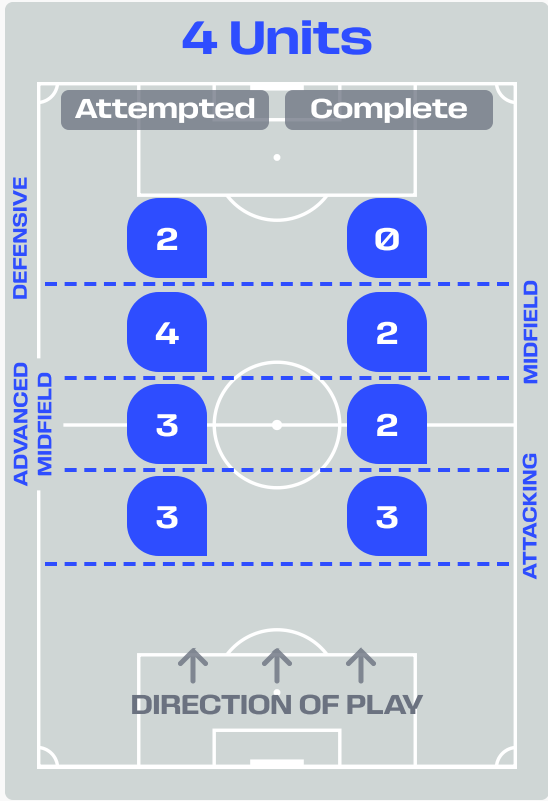 4 Units
Attempted
Complete
DEFENSIVE
2
0
MIDFIELD
4
2
ADVANCED
MIDFIELD
3
2
ATTACKING
3
3
DIRECTION OF PLAY